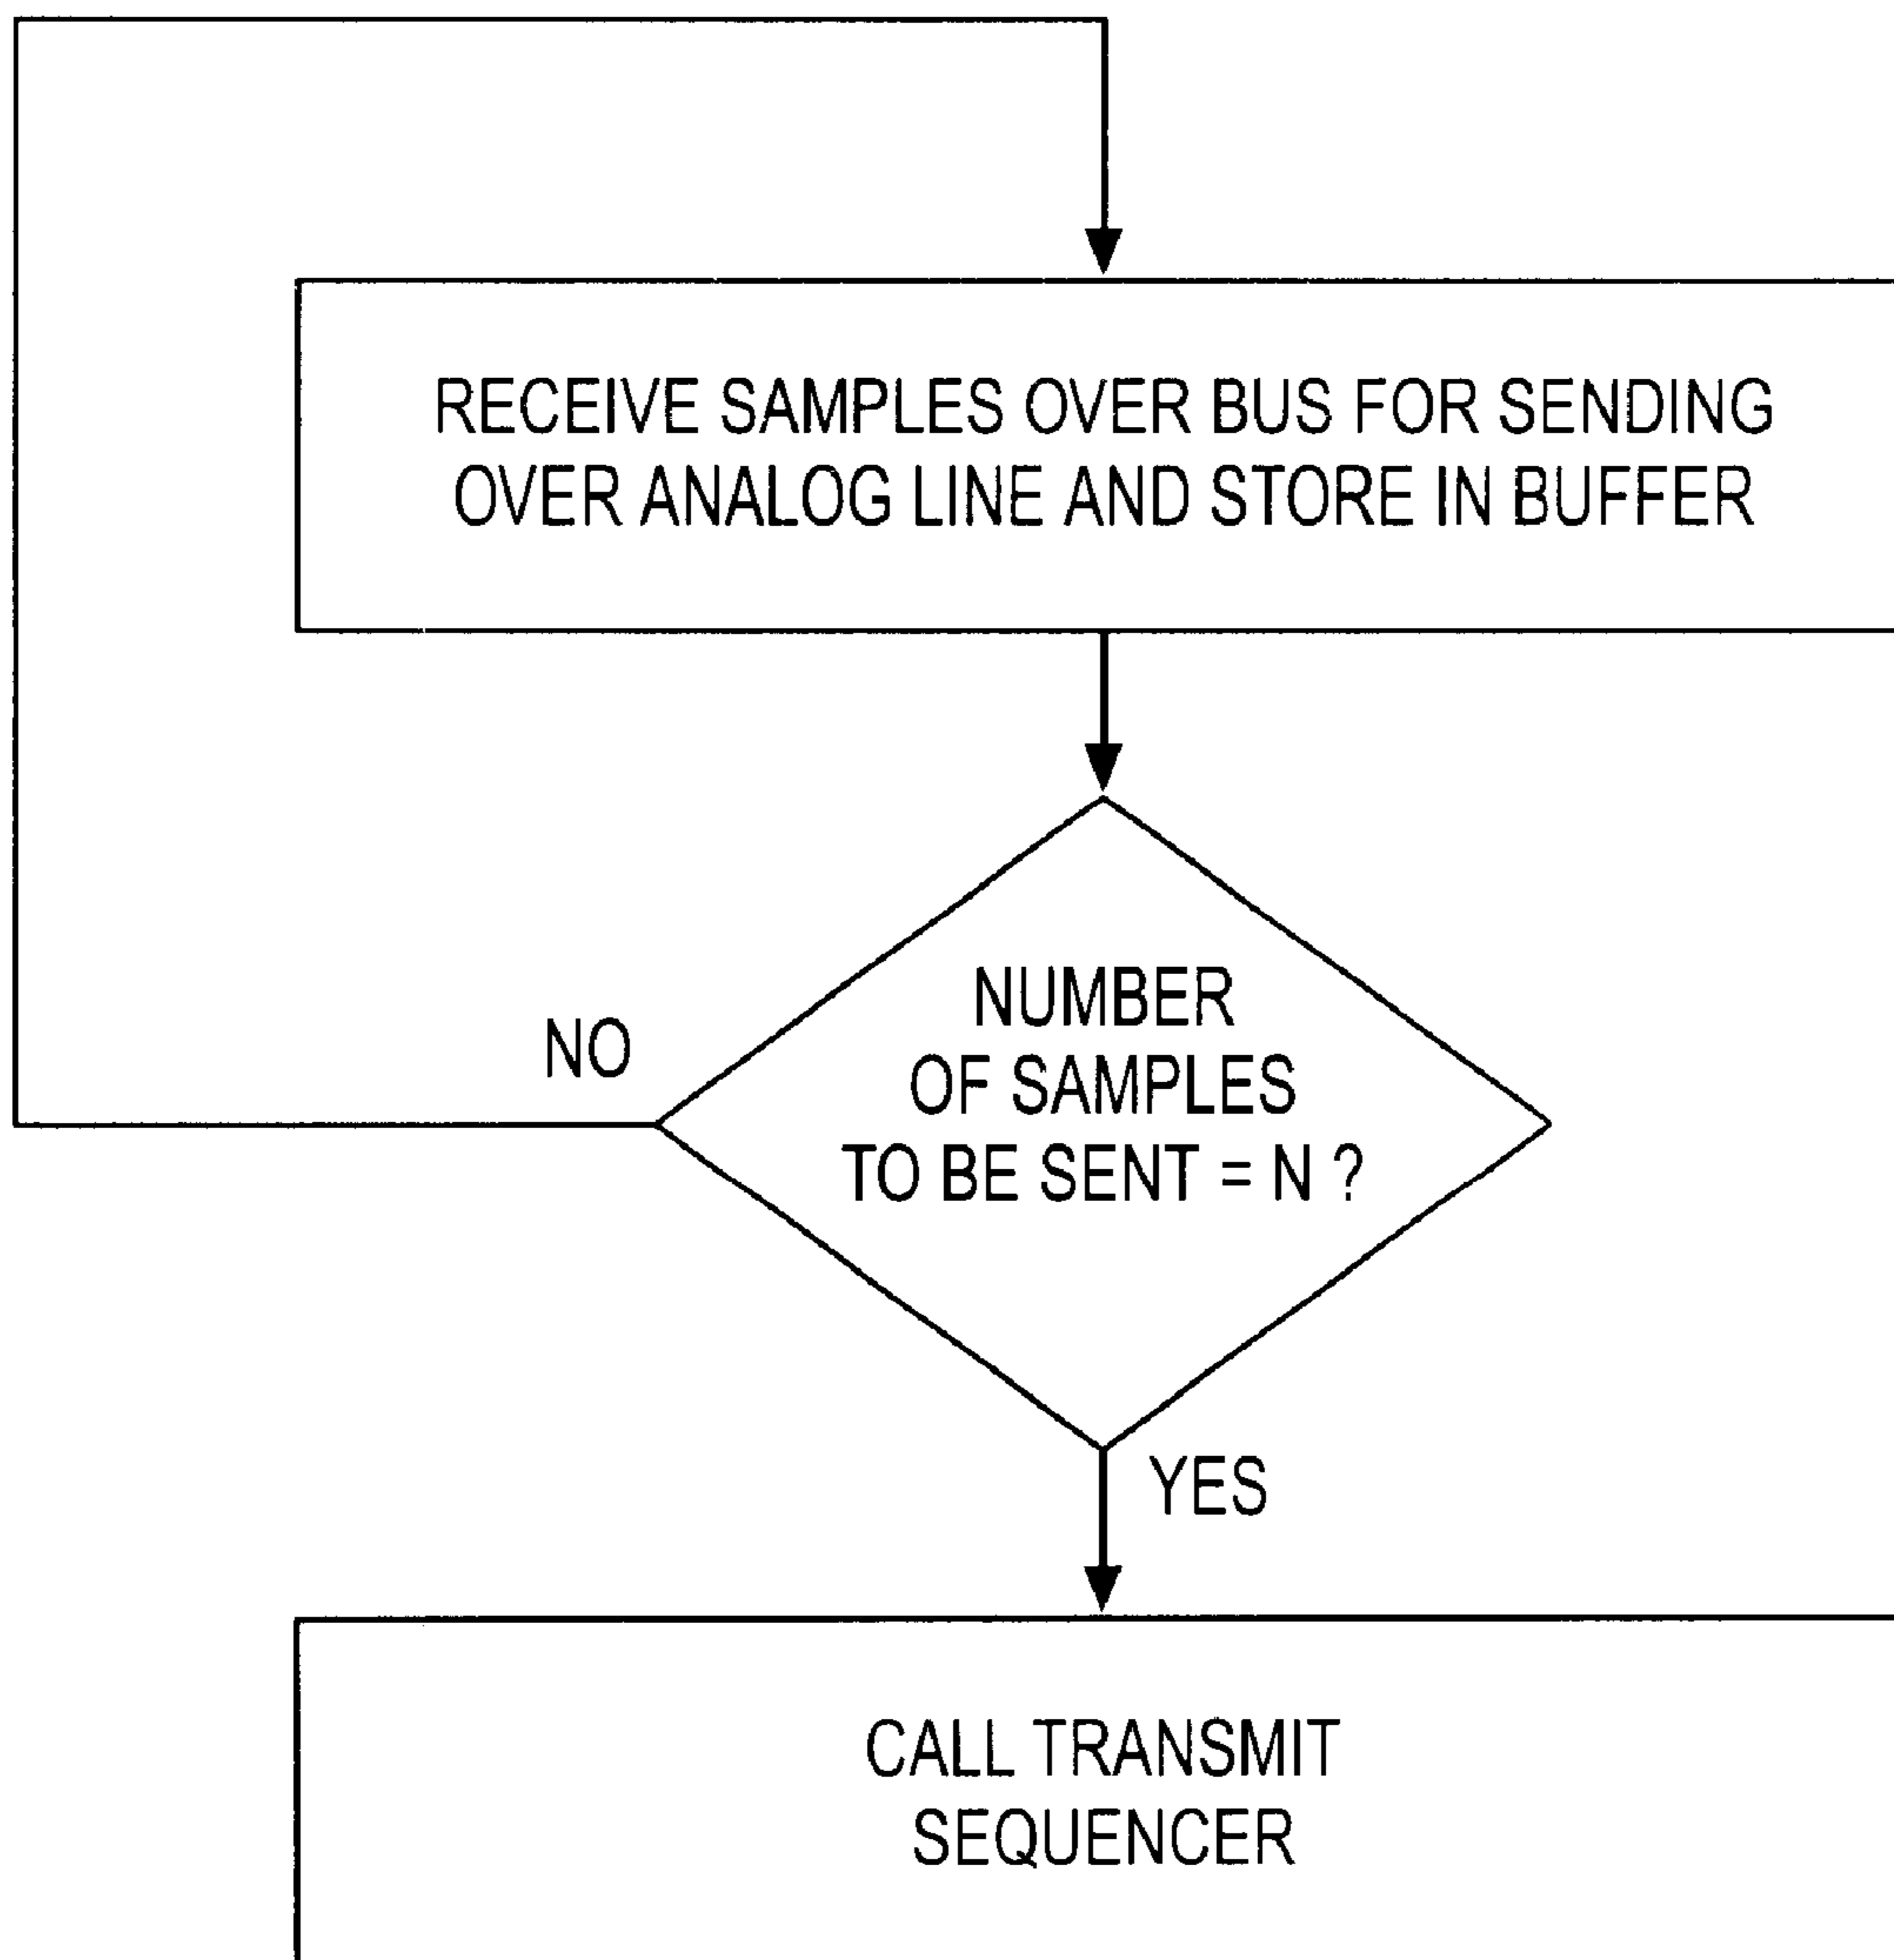 RECEIVE SAMPLES OVER BUS FOR SENDING
OVER ANALOG LINE AND STORE IN BUFFER
NUMBER
OF SAMPLES
TO BE SENT = N ?
NO
YES
CALL TRANSMIT
SEQUENCER